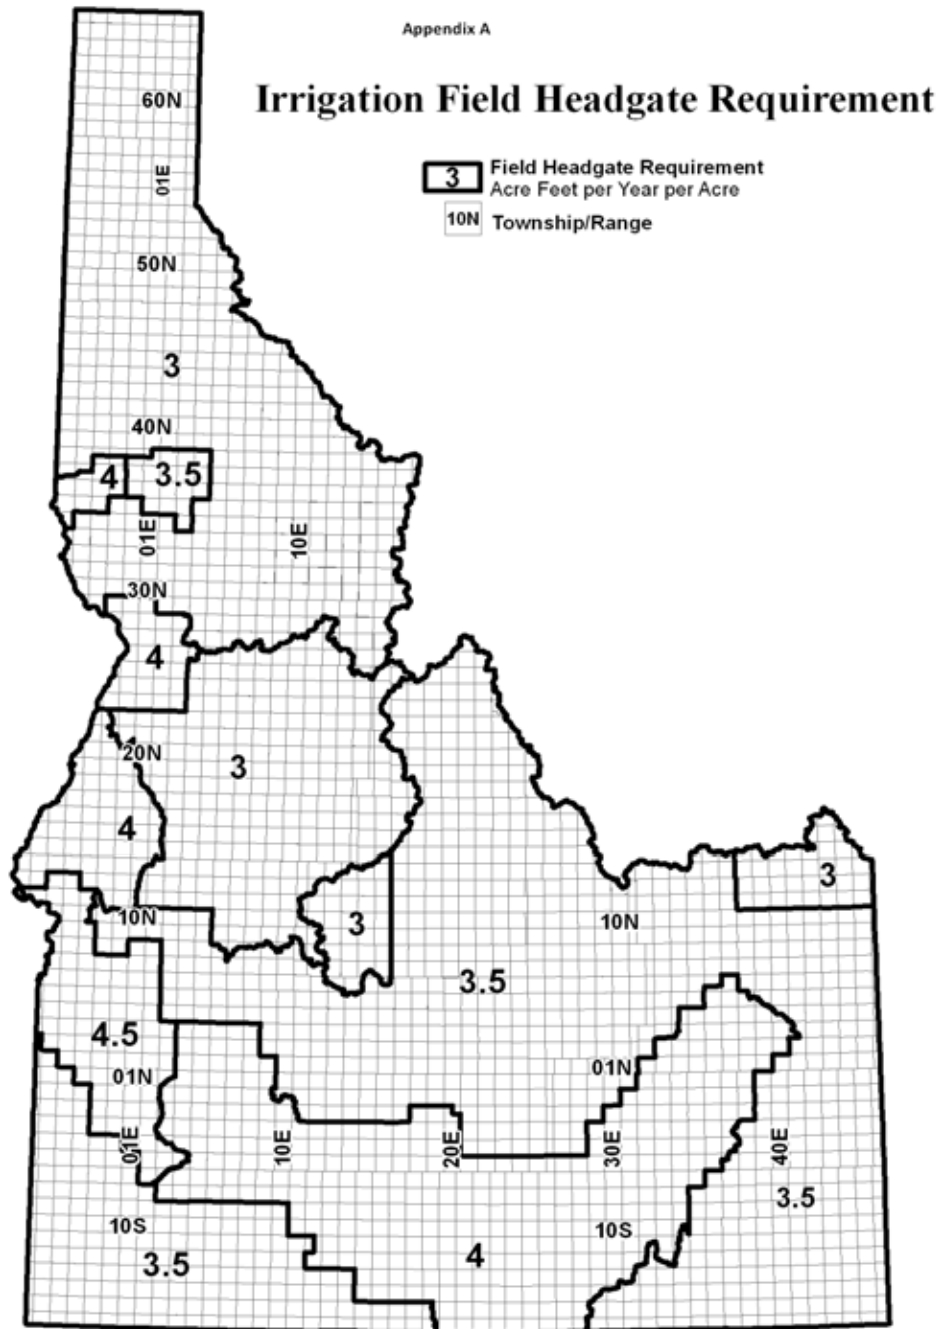 Appendix A
Irrigation Field Headgate Requirement
3 Field Headgate Requirement
Acre Feet per Year per Acre
10N Township/Range
60N
01E
50N
3
40N
4
3.5
01E
10E
30N
4
20N
3
4
3
10N
3
10N
3.5
4.5
01N
01N
01E
10E
20E
30E
40E
3.5
10S
10S
3.5
4